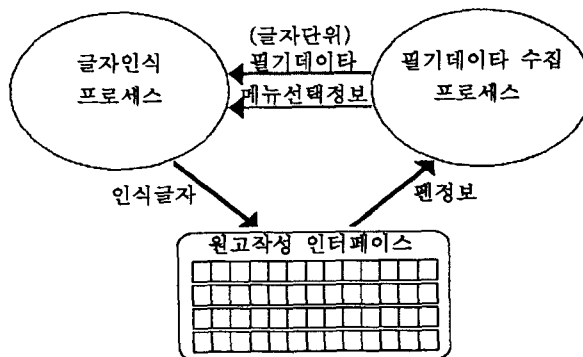 글자인식
프로세스
(글자단위)
필기데이타
메뉴선택정보
필기데이타 수집
프로세스
인식글자
펜정보
원고작성 인터페이스